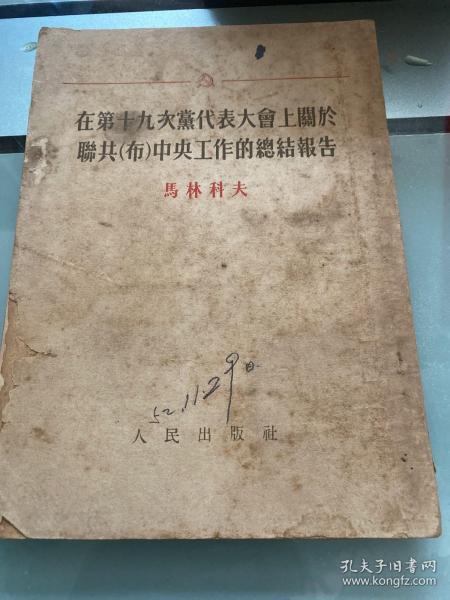 在第十九次黨代表大會上關於
聯共(布)中央工作的總結報告
馬林科夫
52.11.29日
人民出版社
孔夫子旧书网
www.kongfz.com